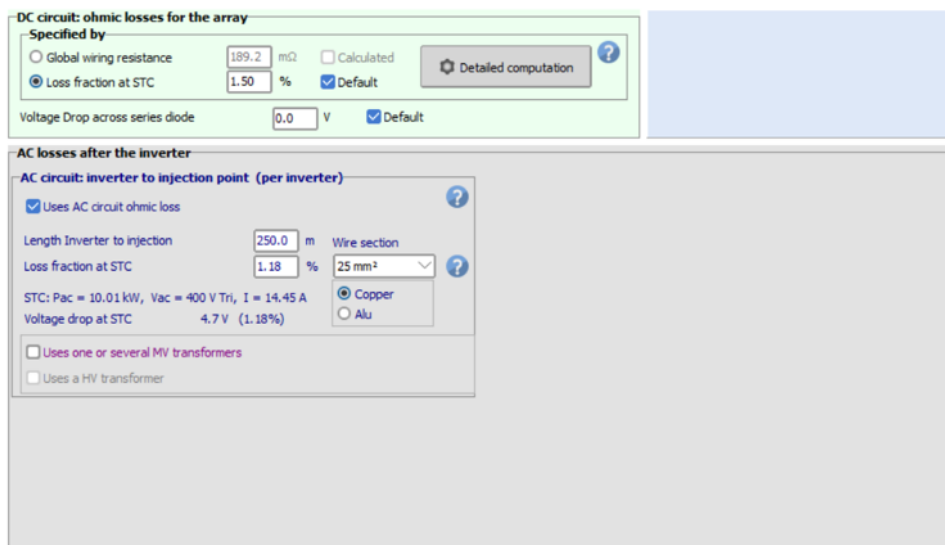 DC circuit: ohmic losses for the array
Specified by
Global wiring resistance 189.2 mΩ Calculated
Detailed computation
Loss fraction at STC 1.50 % Default
Voltage Drop across series diode 0.0 V Default
AC losses after the inverter
AC circuit: inverter to injection point (per inverter)
Uses AC circuit ohmic loss
Length Inverter to injection 250.0 m Wire section
Loss fraction at STC 1.18 % 25 mm²
STC: Pac = 10.01 kW, Vac = 400 V Tri, I = 14.45 A Copper
Voltage drop at STC 4.7 V (1.18%) Alu
Uses one or several MV transformers
Uses a HV transformer